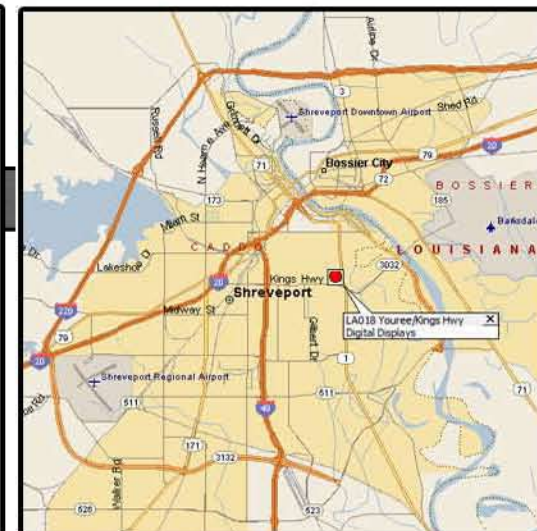 Airline Dr
3
Shed Rd
Shreveport Downtown Airport
Grimmett Dr
N Hearne Ave
Russell Rd
71
Bossier City
79
20
72
BOSSIER
173
185
Barksdale
Milam St
CADDO
LOUISIANA
3032
Lakeshore Dr
Kings Hwy
20
Shreveport
Midway St
220
LA018 Youree/Kings Hwy X
Digital Displays
79
Gilbert Dr
1
20
Shreveport Regional Airport
511
511
71
49
171
3132
Walker Rd
526
523